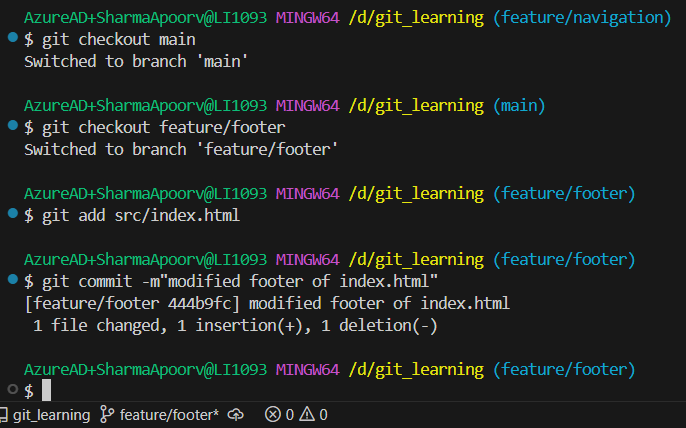 AzureAD+SharmaApoorv@LI1093 MINGW64 /d/git_learning (feature/navigation)
$ git checkout main
Switched to branch 'main'
AzureAD+SharmaApoorv@LI1093 MINGW64 /d/git_learning (main)
$ git checkout feature/footer
Switched to branch 'feature/footer'
AzureAD+SharmaApoorv@LI1093 MINGW64 /d/git_learning (feature/footer)
$ git add src/index.html
AzureAD+SharmaApoorv@LI1093 MINGW64 /d/git_learning (feature/footer)
$ git commit -m"modified footer of index.html"
[feature/footer 444b9fc] modified footer of index.html
 1 file changed, 1 insertion(+), 1 deletion(-)
AzureAD+SharmaApoorv@LI1093 MINGW64 /d/git_learning (feature/footer)
$
git_learning feature/footer* 0 0